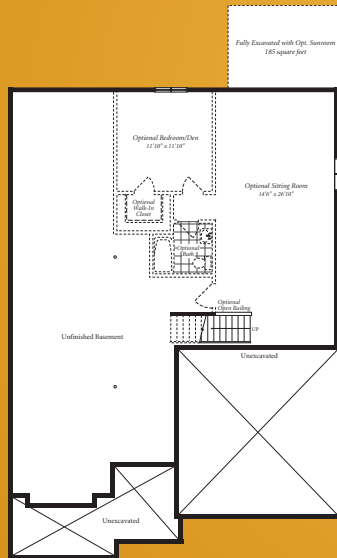 Fully Excavated with Opt. Sunroom
185 square feet
Optional Bedroom/Den
11'10" x 11'10"
Optional Sitting Room
14'6" x 26'10"
Optional
Walk-In
Closet
Optional
Bath
Optional
Open Railing
UP
Unfinished Basement
Unexcavated
Unexcavated